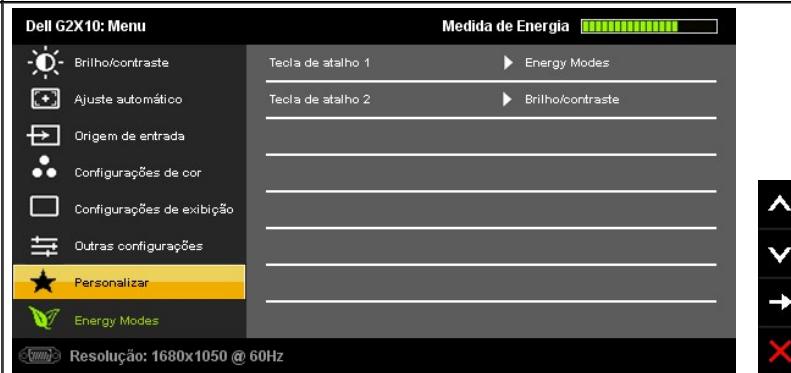 Dell G2X10: Menu Medida de Energia
Brilho/contraste Tecla de atalho 1 Energy Modes
Ajuste automático Tecla de atalho 2 Brilho/contraste
Origem de entrada
Configurações de cor
Configurações de exibição
Outras configurações
Personalizar
Energy Modes
Resolução: 1680x1050 @ 60Hz